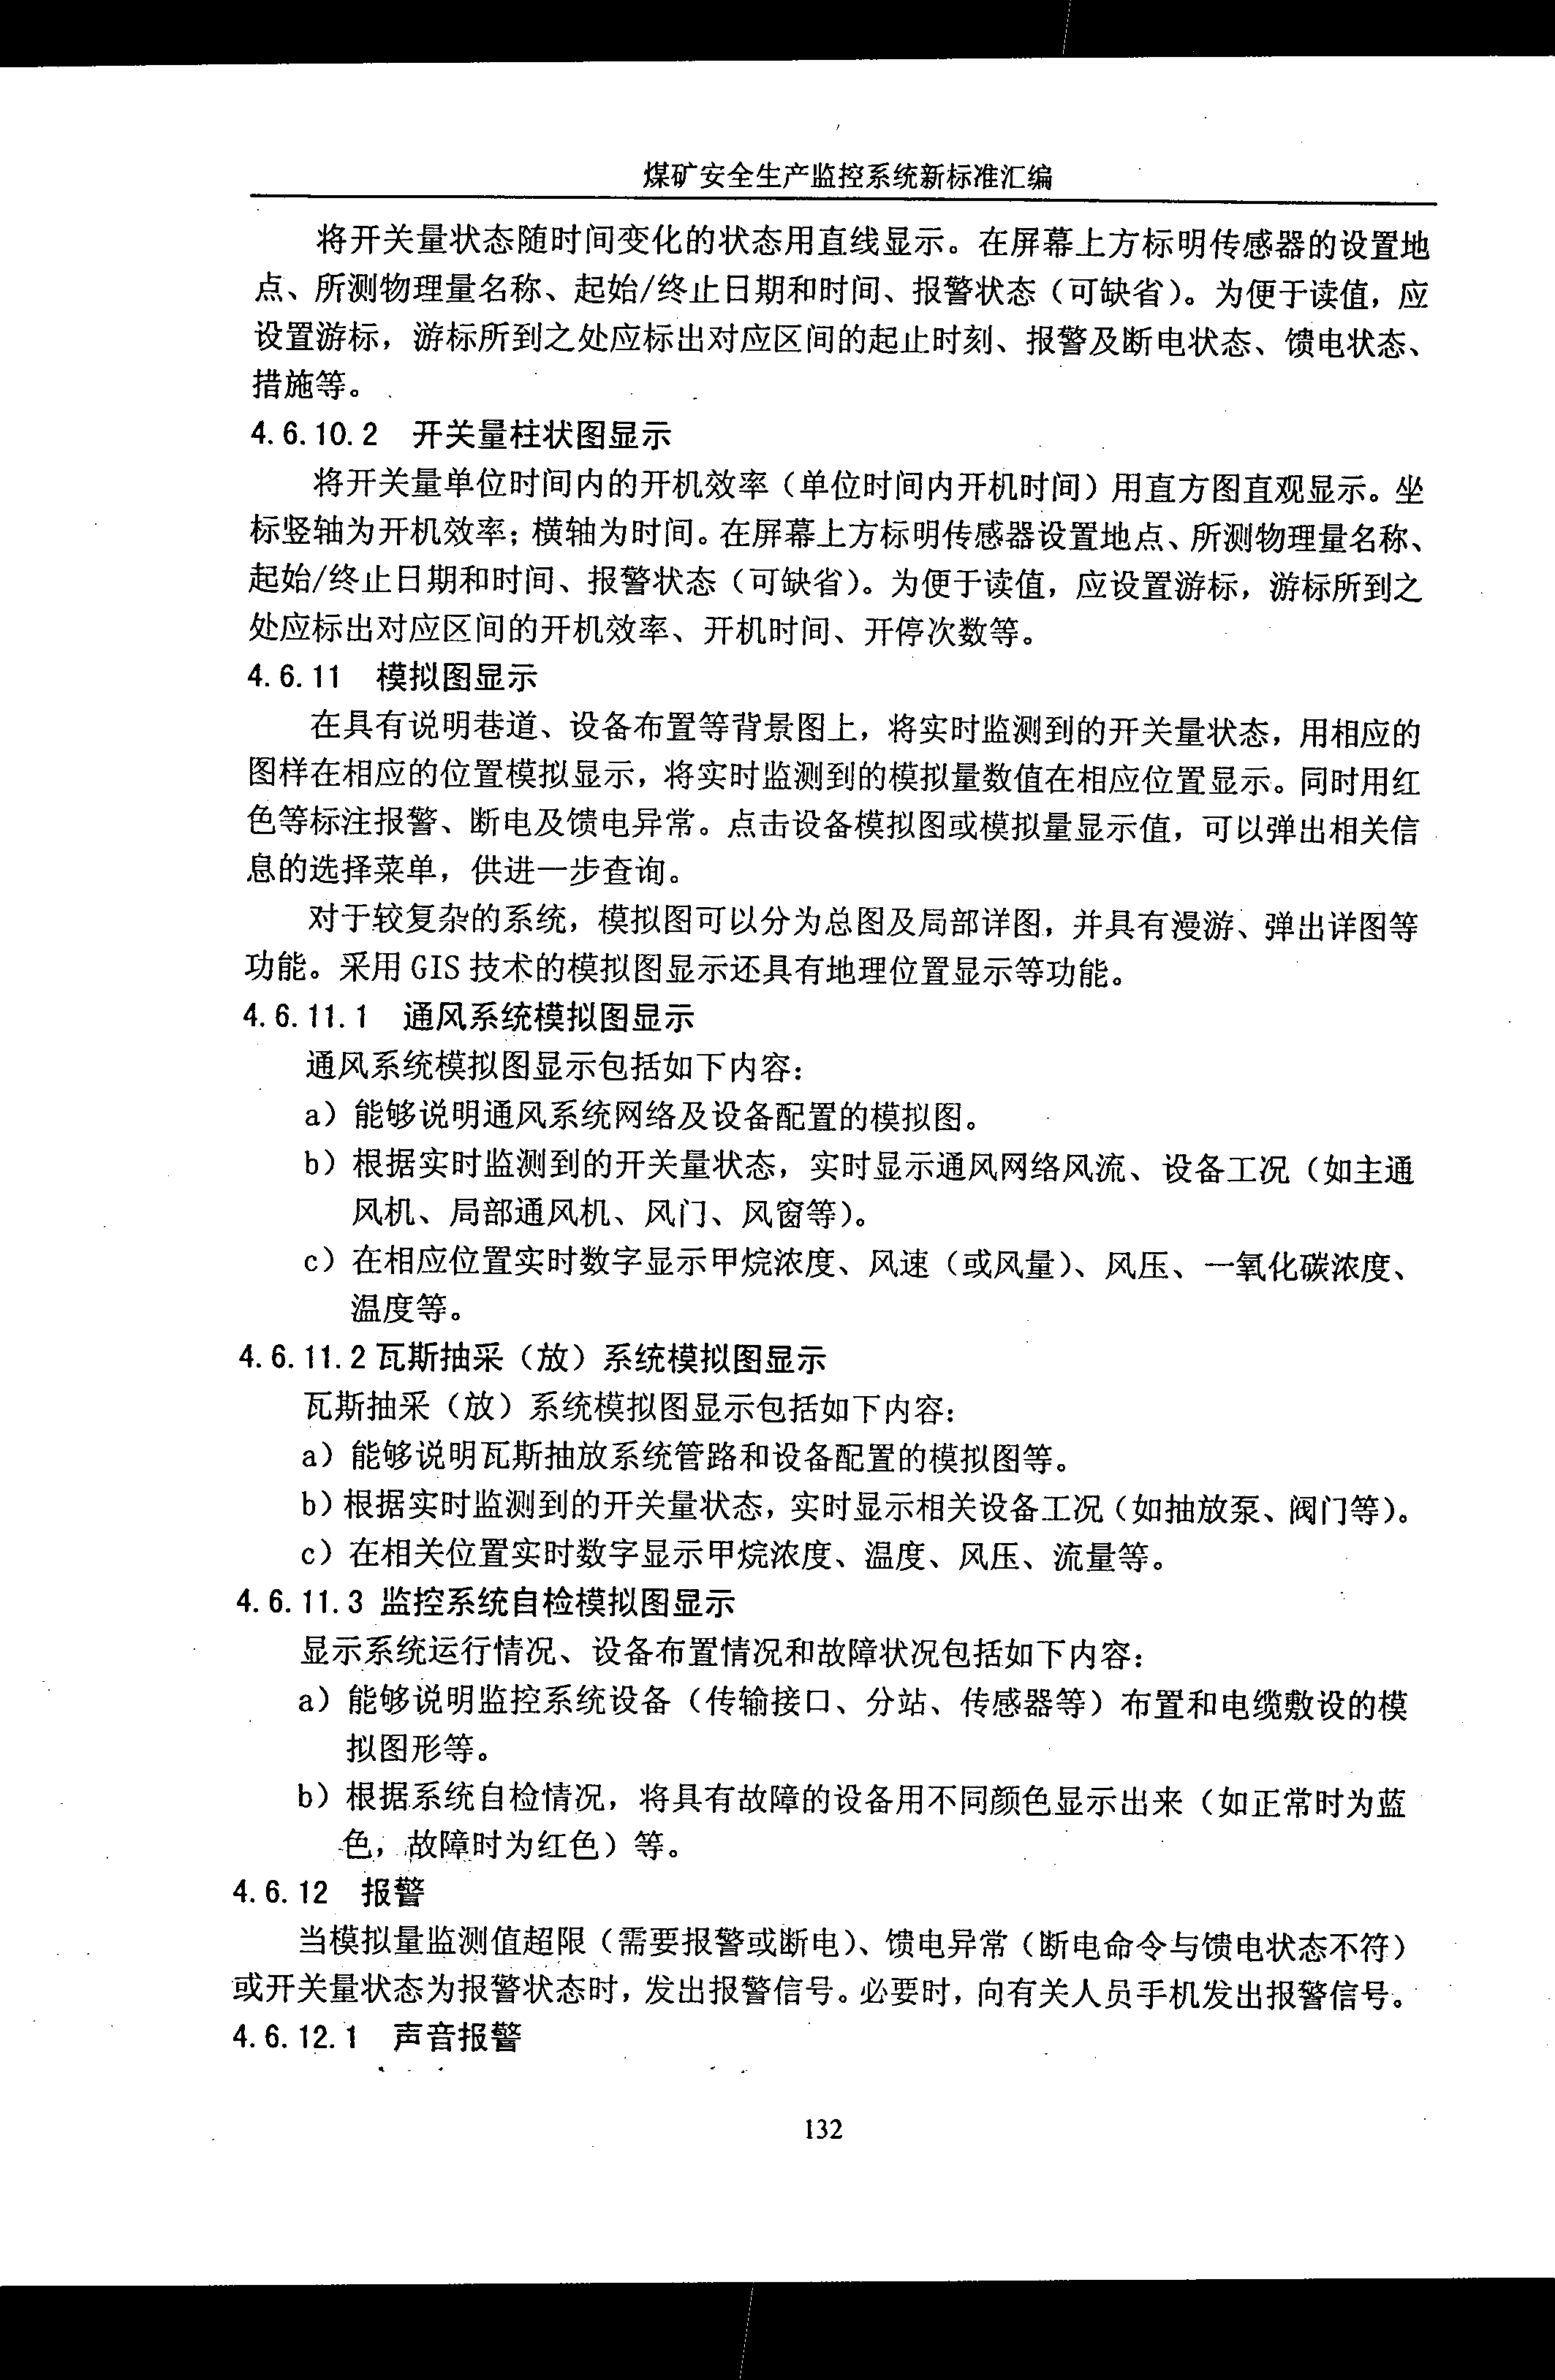 煤矿安全生产监控系统新标准汇编
将开关量状态随时间变化的状态用直线显示。在屏幕上方标明传感器的设置地
点、所测物理量名称、起始/终止日期和时间、报警状态（可缺省）。为便于读值，应
设置游标，游标所到之处应标出对应区间的起止时刻、报警及断电状态、馈电状态、
措施等。
4.6.10.2 开关量柱状图显示
将开关量单位时间内的开机效率（单位时间内开机时间）用直方图直观显示。坐
标竖轴为开机效率；横轴为时间。在屏幕上方标明传感器设置地点、所测物理量名称、
起始/终止日期和时间、报警状态（可缺省）。为便于读值，应设置游标，游标所到之
处应标出对应区间的开机效率、开机时间、开停次数等。
4.6.11 模拟图显示
在具有说明巷道、设备布置等背景图上，将实时监测到的开关量状态，用相应的
图样在相应的位置模拟显示，将实时监测到的模拟量数值在相应位置显示。同时用红
色等标注报警、断电及馈电异常。点击设备模拟图或模拟量显示值，可以弹出相关信
息的选择菜单，供进一步查询。
对于较复杂的系统，模拟图可以分为总图及局部详图，并具有漫游、弹出详图等
功能。采用 GIS 技术的模拟图显示还具有地理位置显示等功能。
4.6.11.1 通风系统模拟图显示
通风系统模拟图显示包括如下内容：
a）能够说明通风系统网络及设备配置的模拟图。
b）根据实时监测到的开关量状态，实时显示通风网络风流、设备工况（如主通
风机、局部通风机、风门、风窗等）。
c）在相应位置实时数字显示甲烷浓度、风速（或风量）、风压、一氧化碳浓度、
温度等。
4.6.11.2 瓦斯抽采（放）系统模拟图显示
瓦斯抽采（放）系统模拟图显示包括如下内容：
a）能够说明瓦斯抽放系统管路和设备配置的模拟图等。
b）根据实时监测到的开关量状态，实时显示相关设备工况（如抽放泵、阀门等）。
c）在相关位置实时数字显示甲烷浓度、温度、风压、流量等。
4.6.11.3 监控系统自检模拟图显示
显示系统运行情况、设备布置情况和故障状况包括如下内容：
a）能够说明监控系统设备（传输接口、分站、传感器等）布置和电缆敷设的模
拟图形等。
b）根据系统自检情况，将具有故障的设备用不同颜色显示出来（如正常时为蓝
色，故障时为红色）等。
4.6.12 报警
当模拟量监测值超限（需要报警或断电）、馈电异常（断电命令与馈电状态不符）
或开关量状态为报警状态时，发出报警信号。必要时，向有关人员手机发出报警信号。
4.6.12.1 声音报警
132